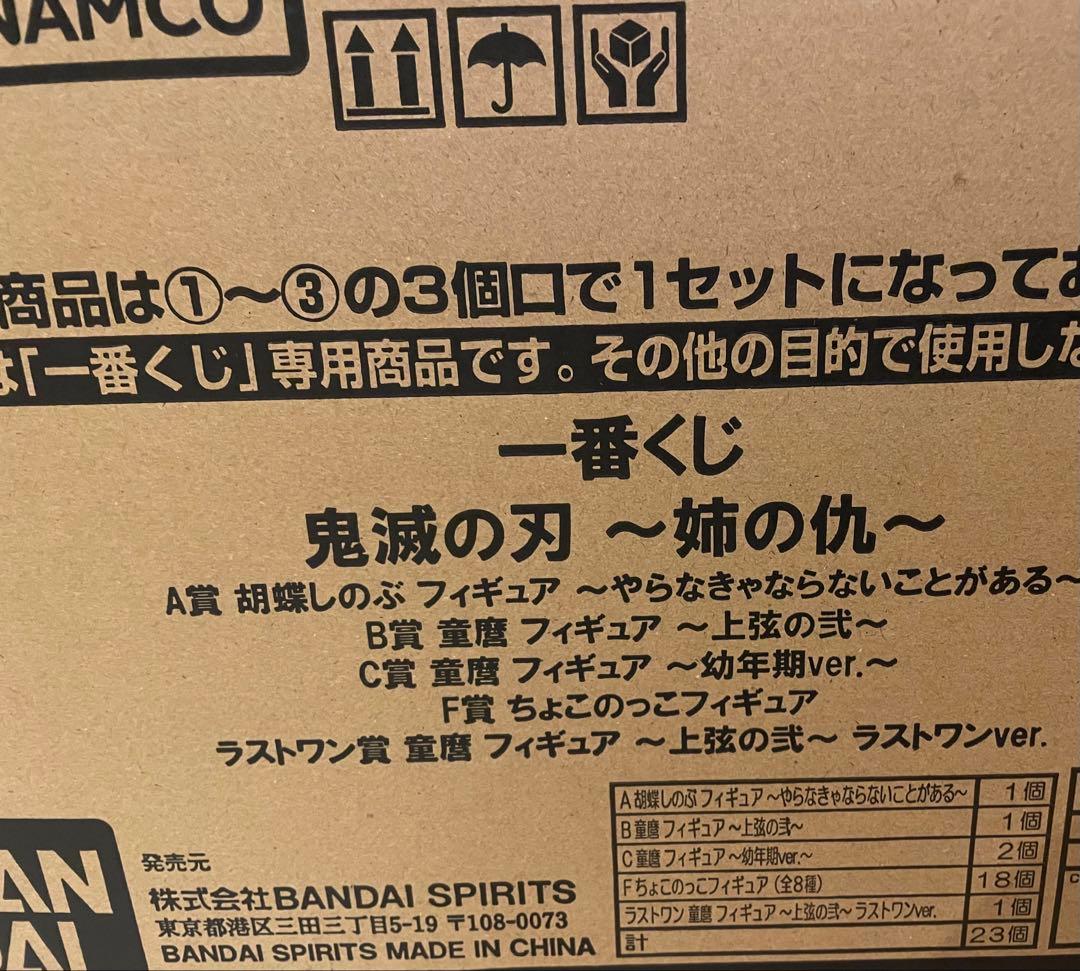 NAMCO
商品は①～③の3個口で1セットになってお
は「一番くじ」専用商品です。その他の目的で使用しな
一番くじ
鬼滅の刃 ～姉の仇～
A賞 胡蝶しのぶ フィギュア ～やらなきゃならないことがある～
B賞 童磨 フィギュア ～上弦の弐～
C賞 童磨 フィギュア ～幼年期ver.～
F賞 ちょこのっこフィギュア
ラストワン賞 童磨 フィギュア ～上弦の弐～ ラストワンver.
A 胡蝶しのぶ フィギュア ～やらなきゃならないことがある～ 1個
B 童磨 フィギュア ～上弦の弐～ 1個
C 童磨 フィギュア ～幼年期ver.～ 2個
F ちょこのっこフィギュア (全8種) 18個
ラストワン 童磨 フィギュア ～上弦の弐～ ラストワンver. 1個
計 23個
発売元
株式会社BANDAI SPIRITS
東京都港区三田三丁目5-19 〒108-0073
BANDAI SPIRITS MADE IN CHINA